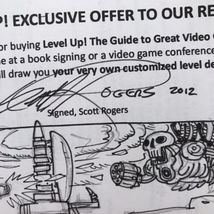 P! EXCLUSIVE OFFER TO OUR RE
or buying Level Up! The Guide to Great Video
e at a book signing or a video game conference
ll draw you your very own customized level de
OGERS 2012
Signed, Scott Rogers